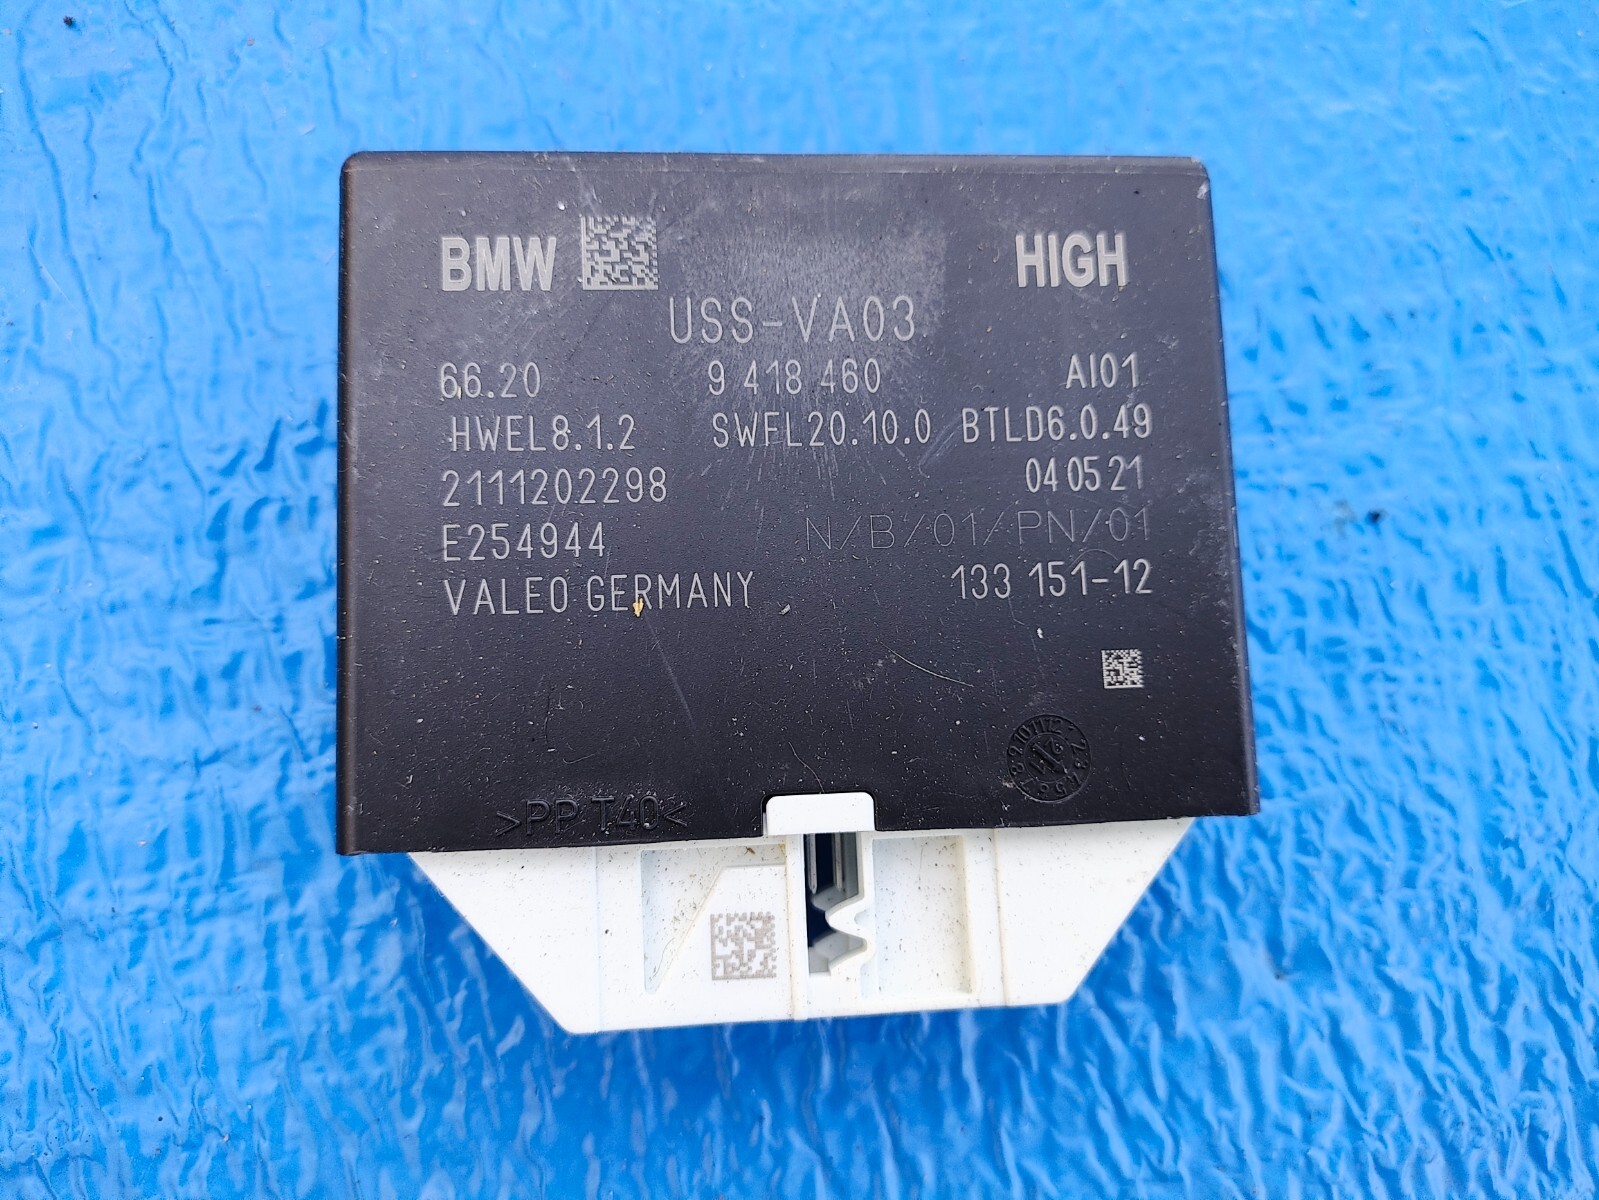 BMW HIGH
USS-VA03
66.20 9 418 460 AI01
HWEL8.1.2 SWFL20.10.0 BTLD6.0.49
2111202298 04 05 21
E254944 N/B/01/PN/01
VALEO GERMANY 133 151-12
>PP T40<